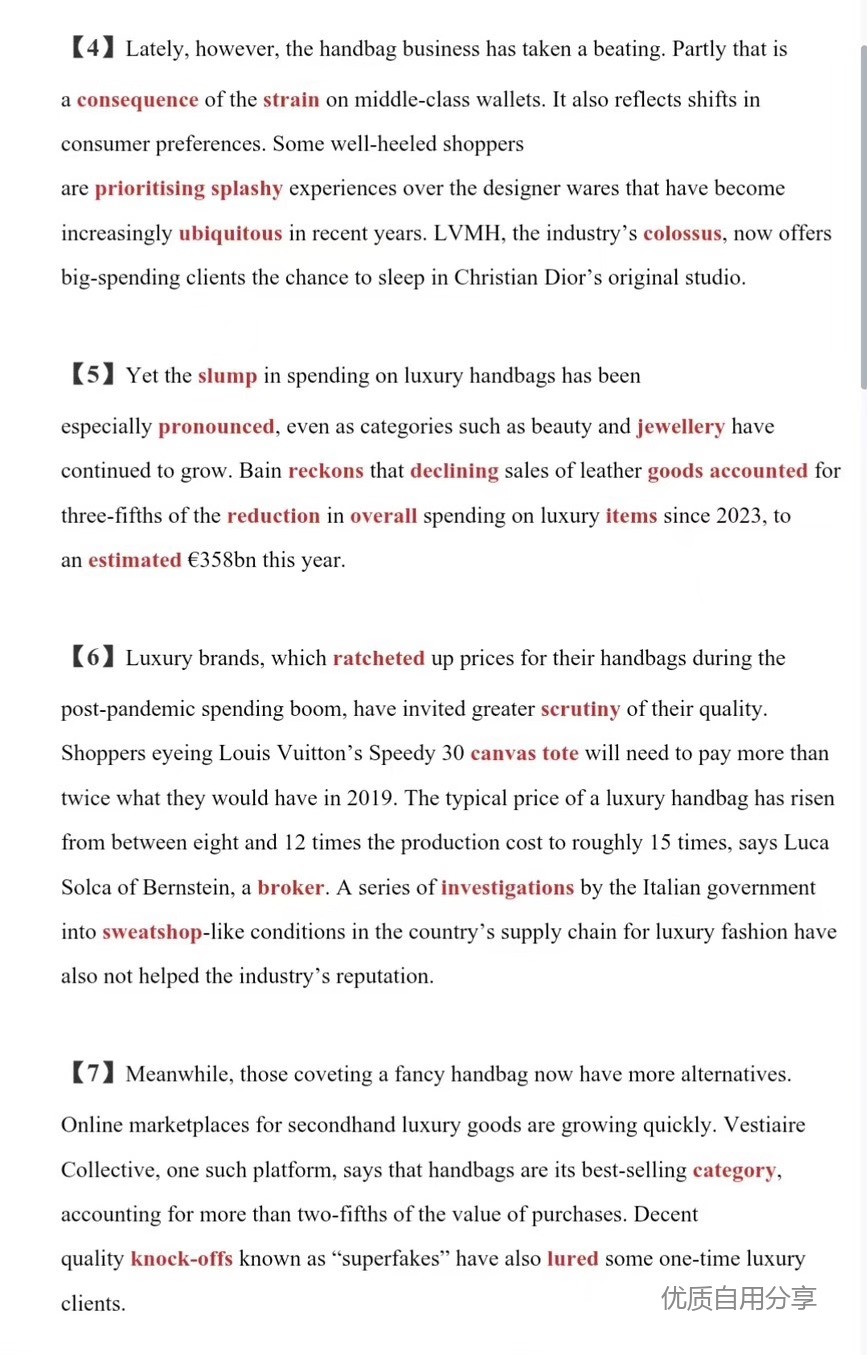 【4】Lately, however, the handbag business has taken a beating. Partly that is
a consequence of the strain on middle-class wallets. It also reflects shifts in
consumer preferences. Some well-heeled shoppers
are prioritising splashy experiences over the designer wares that have become
increasingly ubiquitous in recent years. LVMH, the industry’s colossus, now offers
big-spending clients the chance to sleep in Christian Dior’s original studio.
【5】Yet the slump in spending on luxury handbags has been
especially pronounced, even as categories such as beauty and jewellery have
continued to grow. Bain reckons that declining sales of leather goods accounted for
three-fifths of the reduction in overall spending on luxury items since 2023, to
an estimated €358bn this year.
【6】Luxury brands, which ratcheted up prices for their handbags during the
post-pandemic spending boom, have invited greater scrutiny of their quality.
Shoppers eyeing Louis Vuitton’s Speedy 30 canvas tote will need to pay more than
twice what they would have in 2019. The typical price of a luxury handbag has risen
from between eight and 12 times the production cost to roughly 15 times, says Luca
Solca of Bernstein, a broker. A series of investigations by the Italian government
into sweatshop-like conditions in the country’s supply chain for luxury fashion have
also not helped the industry’s reputation.
【7】Meanwhile, those coveting a fancy handbag now have more alternatives.
Online marketplaces for secondhand luxury goods are growing quickly. Vestiaire
Collective, one such platform, says that handbags are its best-selling category,
accounting for more than two-fifths of the value of purchases. Decent
quality knock-offs known as “superfakes” have also lured some one-time luxury
clients.
优质自用分享